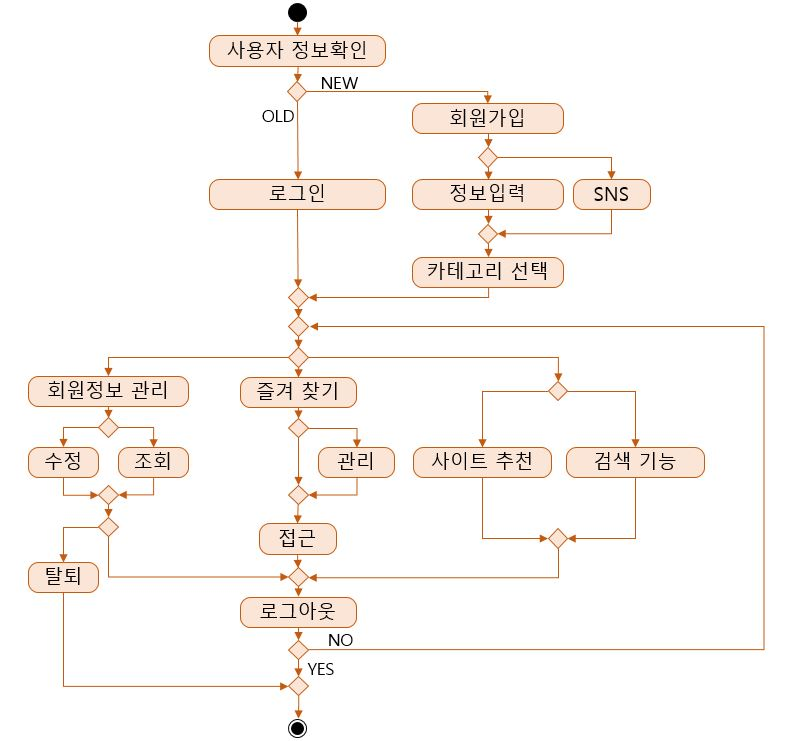 사용자 정보확인
NEW
OLD
회원가입
로그인
정보입력
SNS
카테고리 선택
회원정보 관리
즐겨 찾기
수정
조회
관리
사이트 추천
검색 기능
접근
탈퇴
로그아웃
NO
YES